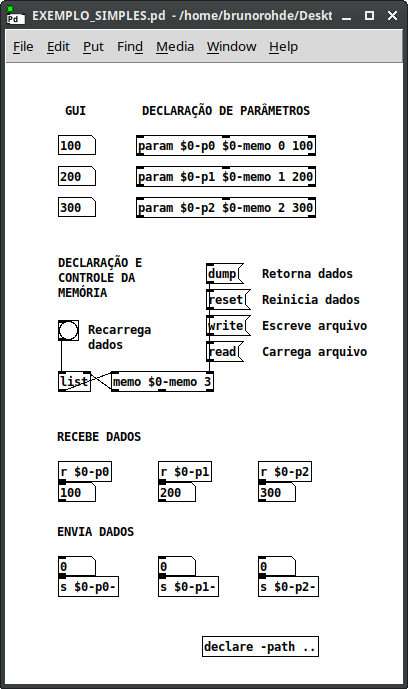 EXEMPLO_SIMPLES.pd - /home/brunorohde/Deskt
File Edit Put Find Media Window Help
GUI DECLARAÇÃO DE PARÂMETROS
100 param $0-p0 $0-memo 0 100
200 param $0-p1 $0-memo 1 200
300 param $0-p2 $0-memo 2 300
DECLARAÇÃO E
CONTROLE DA
MEMÓRIA
dump Retorna dados
reset Reinicia dados
write Escreve arquivo
read Carrega arquivo
Recarrega
dados
list memo $0-memo 3
RECEBE DADOS
r $0-p0 r $0-p1 r $0-p2
100 200 300
ENVIA DADOS
0 0 0
s $0-p0- s $0-p1- s $0-p2-
declare -path ..